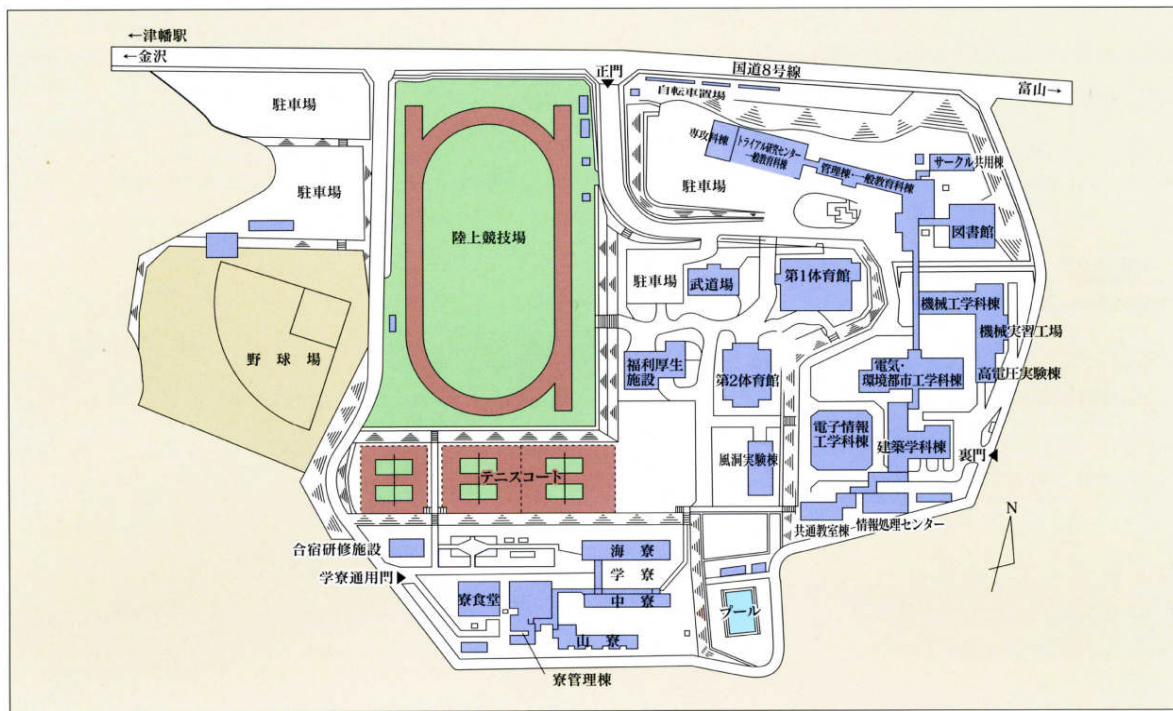 ←津幡駅
←金沢
正門
国道8号線
富山→
自転車置場
駐車場
専攻科棟
トライアル研究センター
一般教育科棟
管理棟・一般教育科棟
サークル共用棟
駐車場
駐車場
図書館
陸上競技場
駐車場
武道場
第1体育館
機械工学科棟
機械実習工場
野球場
福利厚生
施設
第2体育館
電気・
環境都市工学科棟
高電圧実験棟
電子情報
工学科棟
建築学科棟
裏門
風洞実験棟
テニスコート
共通教室棟
情報処理センター
N
合宿研修施設
海寮
学寮通用門
学寮
寮食堂
中寮
プール
山寮
寮管理棟